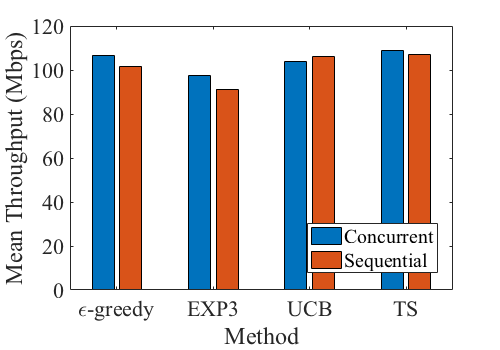 Mean Throughput (Mbps)
120
100
80
60
40
20
0
Concurrent
Sequential
ϵ-greedy EXP3 UCB TS
Method